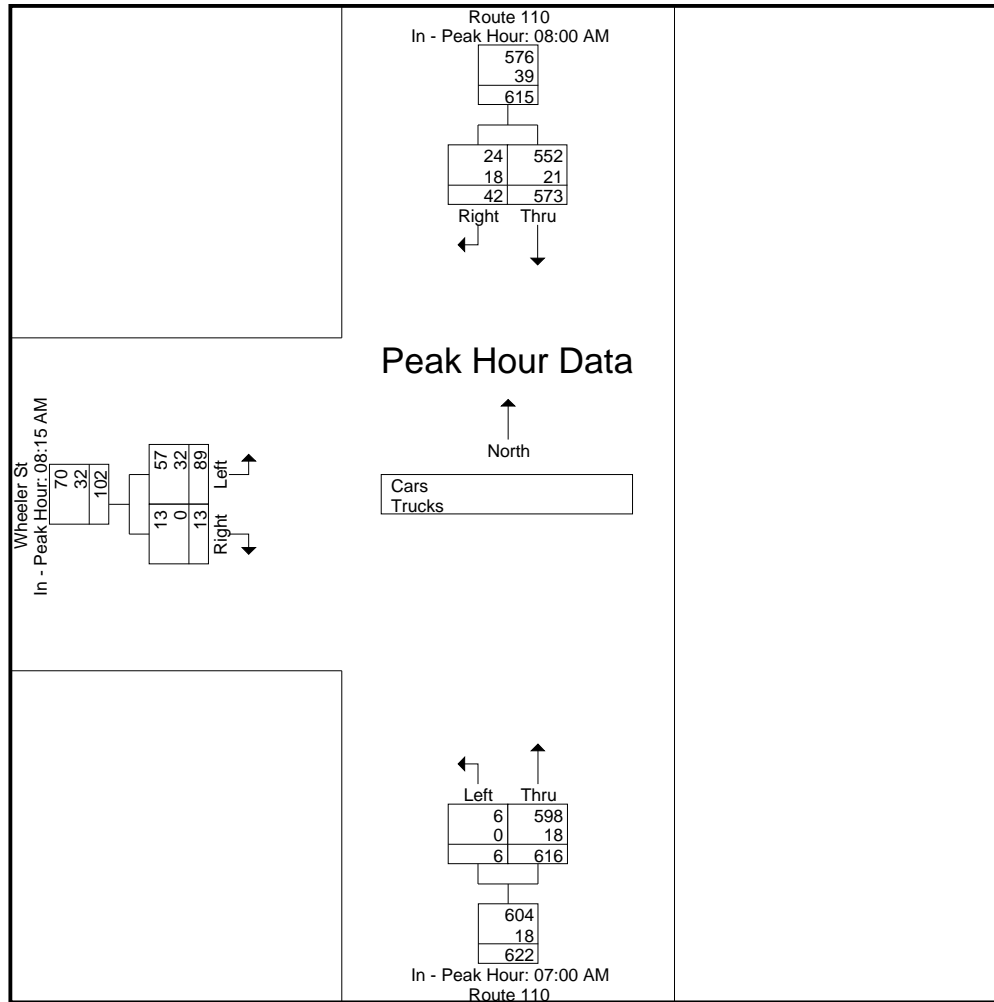 Route 110
In - Peak Hour: 08:00 AM
576
39
615
24 552
18 21
42 573
Right Thru
Peak Hour Data
North
Cars
Trucks
Wheeler St
In - Peak Hour: 08:15 AM
70
32
102
57 32 89
Left
13 0 13
Right
Left Thru
6 598
0 18
6 616
604
18
622
In - Peak Hour: 07:00 AM
Route 110